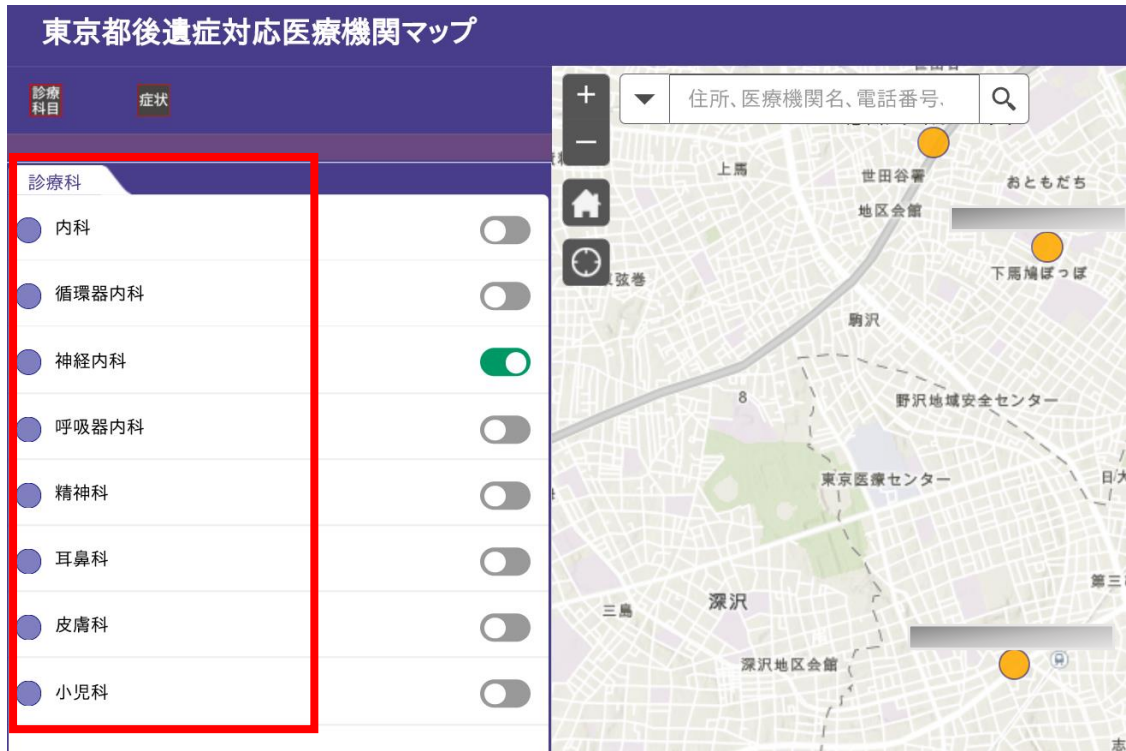 東京都後遺症対応医療機関マップ
診療
科目
症状
診療科
内科
循環器内科
神経内科
呼吸器内科
精神科
耳鼻科
皮膚科
小児科
+
住所、医療機関名、電話番号、
−
上馬
世田谷署
おともだち
地区会館
弦巻
下馬鳩ぽっぽ
駒沢
8
野沢地域安全センター
東京医療センター
日大
第三
三島
深沢
深沢地区会館
志